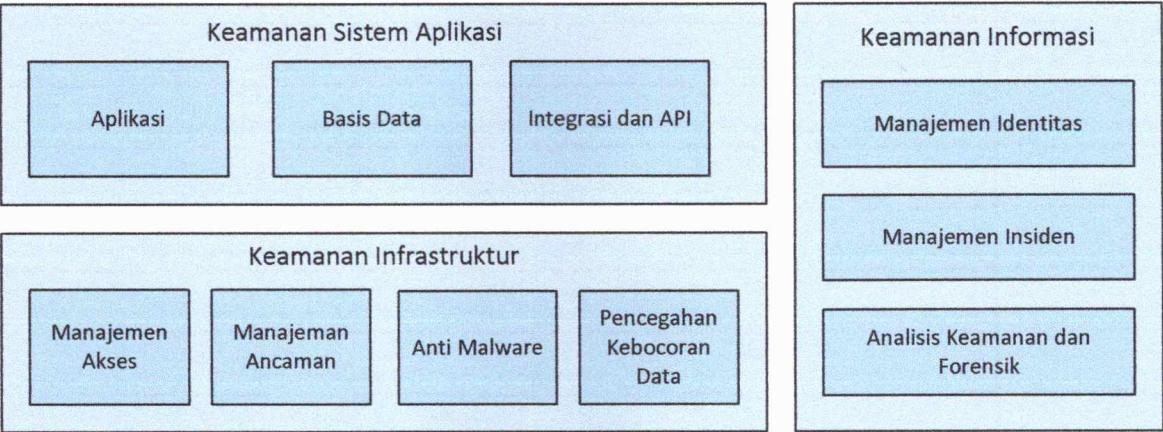 Keamanan Sistem Aplikasi
Aplikasi
Basis Data
Integrasi dan API
Keamanan Infrastruktur
Manajemen
Akses
Manajeman
Ancaman
Anti Malware
Pencegahan
Kebocoran
Data
Keamanan Informasi
Manajemen Identitas
Manajemen Insiden
Analisis Keamanan dan
Forensik